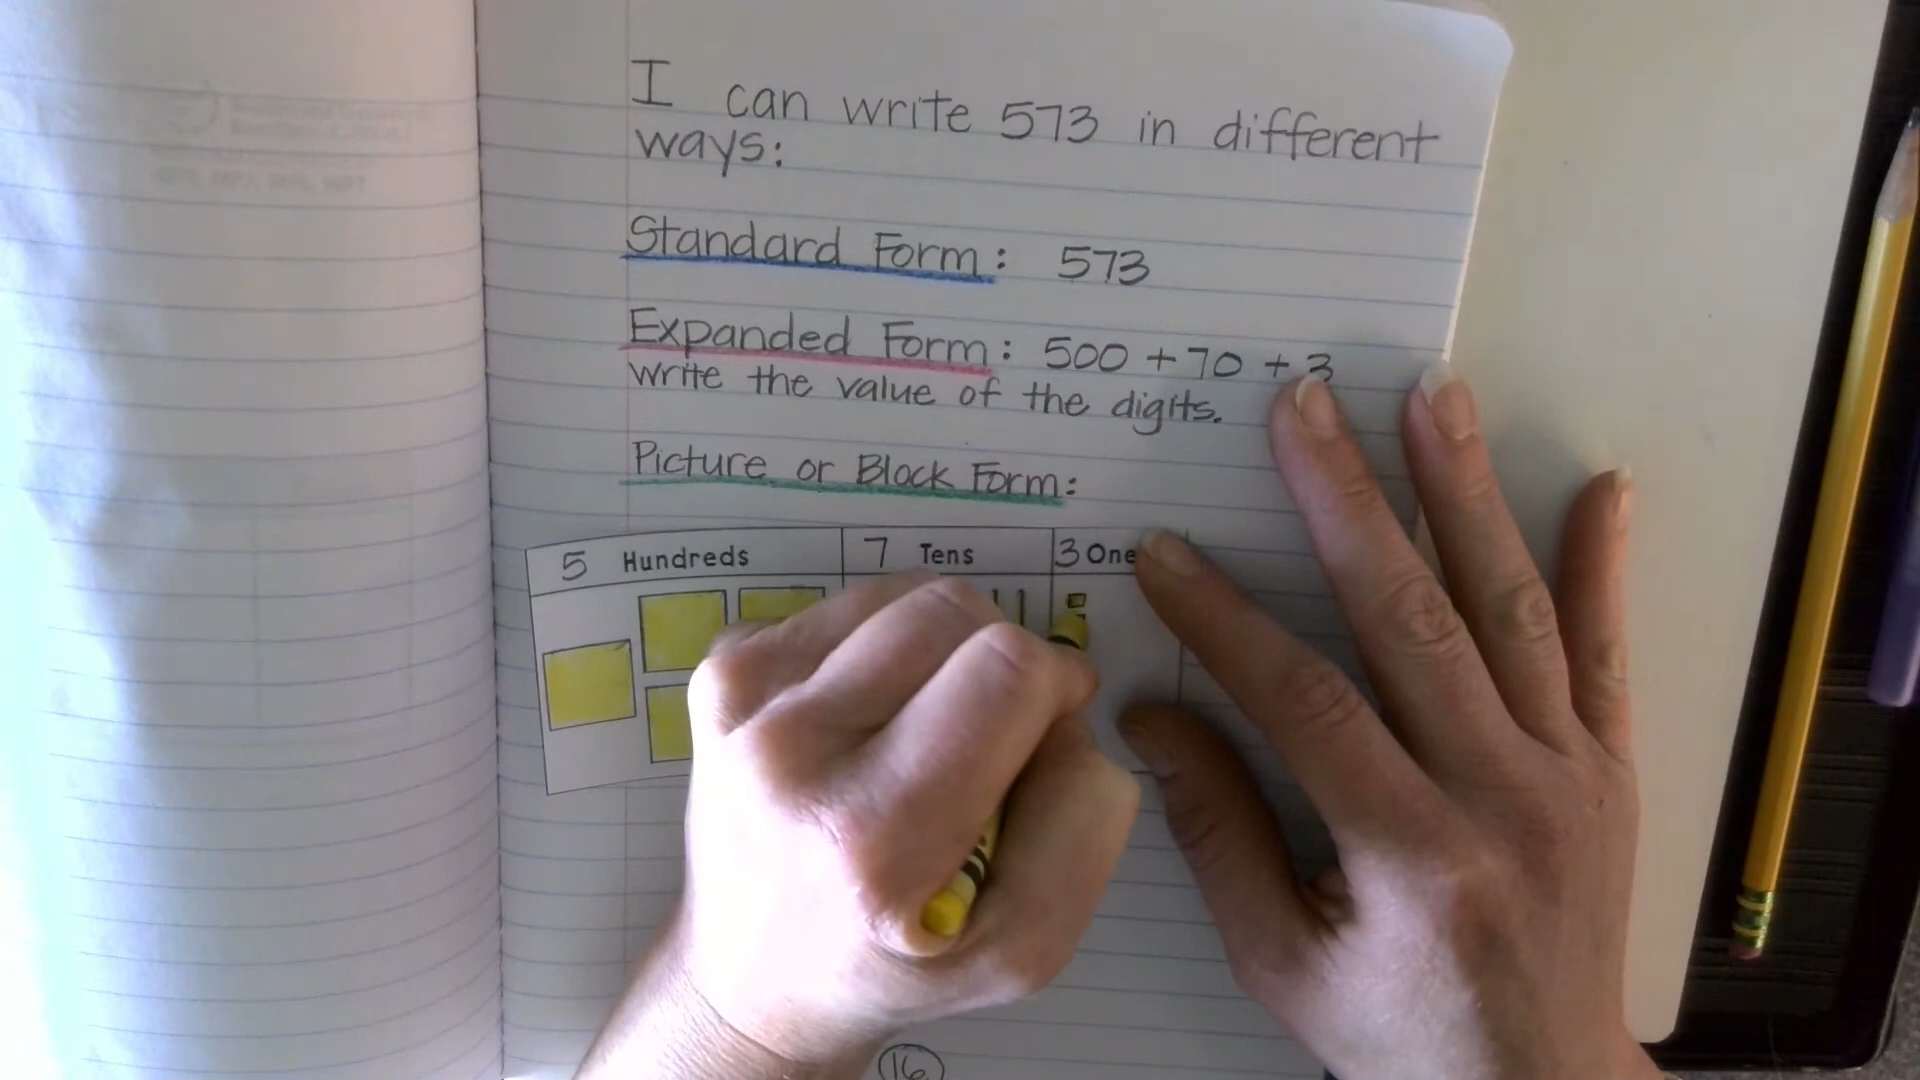 I can write 573 in different
ways:
Standard Form: 573
Expanded Form: 500 + 70 + 3
write the value of the digits.
Picture or Block Form:
5 Hundreds 7 Tens 3 One
16